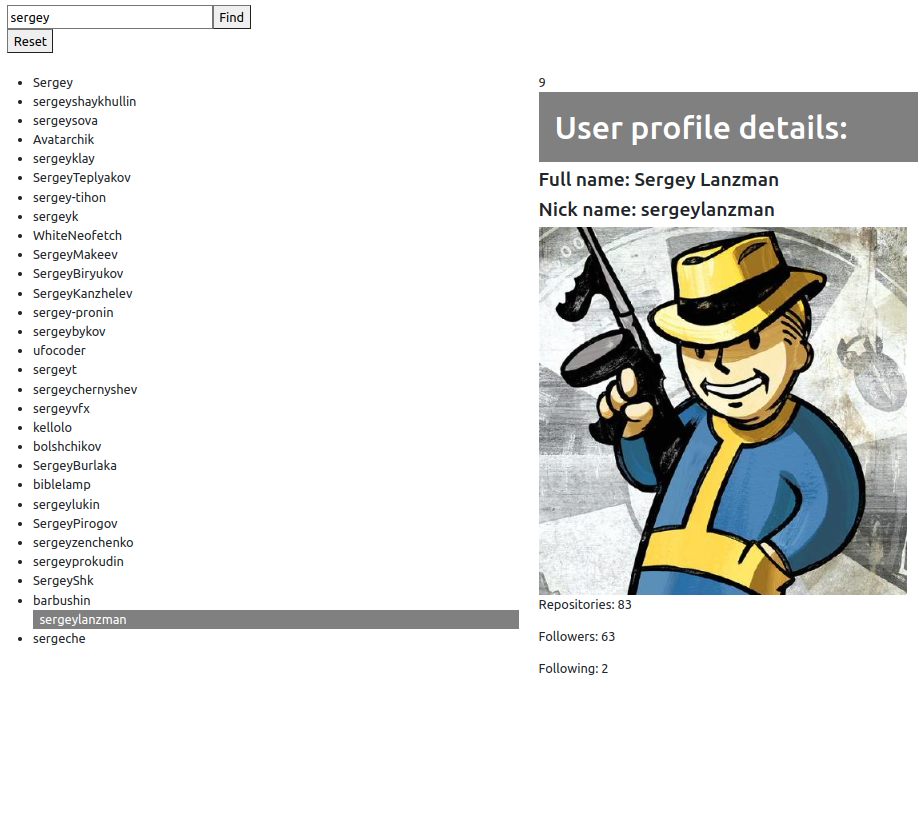 sergey Find
Reset
Sergey
sergeyshaykhullin
sergeysova
Avatarchik
sergeyklay
SergeyTeplyakov
sergey-tihon
sergeyk
WhiteNeofetch
SergeyMakeev
SergeyBiryukov
SergeyKanzhelev
sergey-pronin
sergeybykov
ufocoder
sergeyt
sergeychernyshev
sergeyvfx
kellolo
bolshchikov
SergeyBurlaka
biblelamp
sergeylukin
SergeyPirogov
sergeyzenchenko
sergeyprokudin
SergeyShk
barbushin
sergeylanzman
sergeche
9
User profile details:
Full name: Sergey Lanzman
Nick name: sergeylanzman
Repositories: 83
Followers: 63
Following: 2